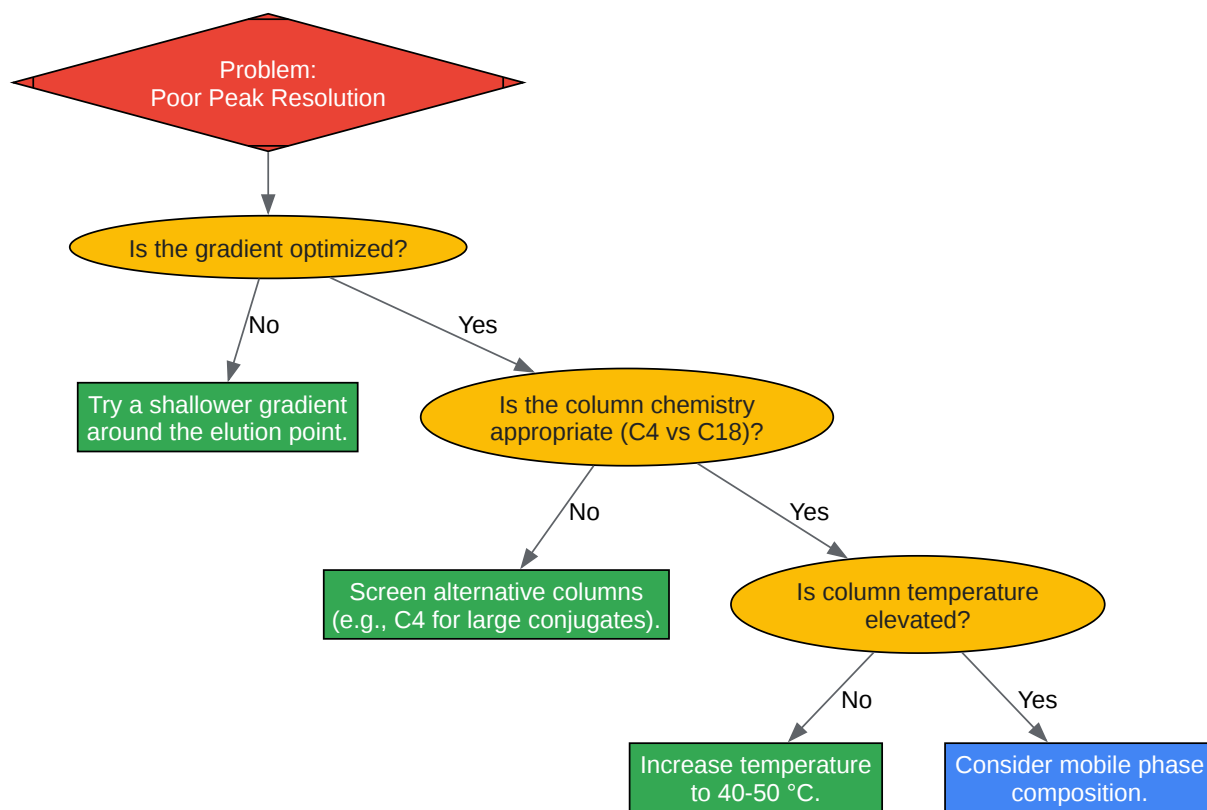 Problem:
Poor Peak Resolution
Is the gradient optimized?
No
Yes
Try a shallower gradient
around the elution point.
Is the column chemistry
appropriate (C4 vs C18)?
No
Yes
Screen alternative columns
(e.g., C4 for large conjugates).
Is column temperature
elevated?
No
Yes
Increase temperature
to 40-50 °C.
Consider mobile phase
composition.